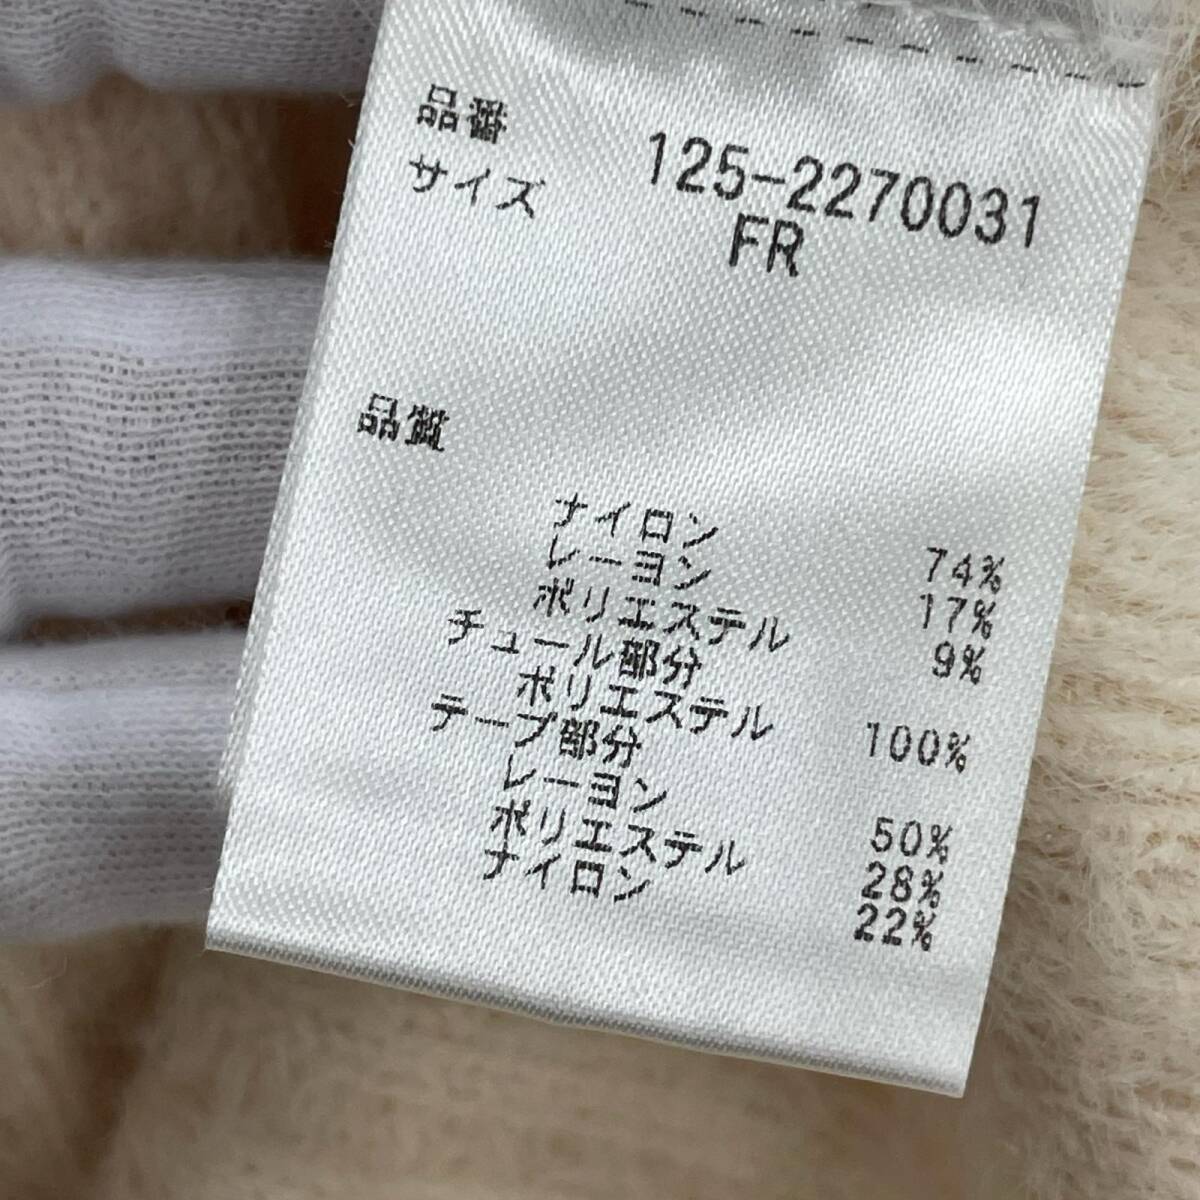 品番 125-2270031
サイズ FR
品質
ナイロン 74%
レーヨン 17%
ポリエステル 9%
チュール部分
ポリエステル 100%
テープ部分
レーヨン 50%
ポリエステル 28%
ナイロン 22%